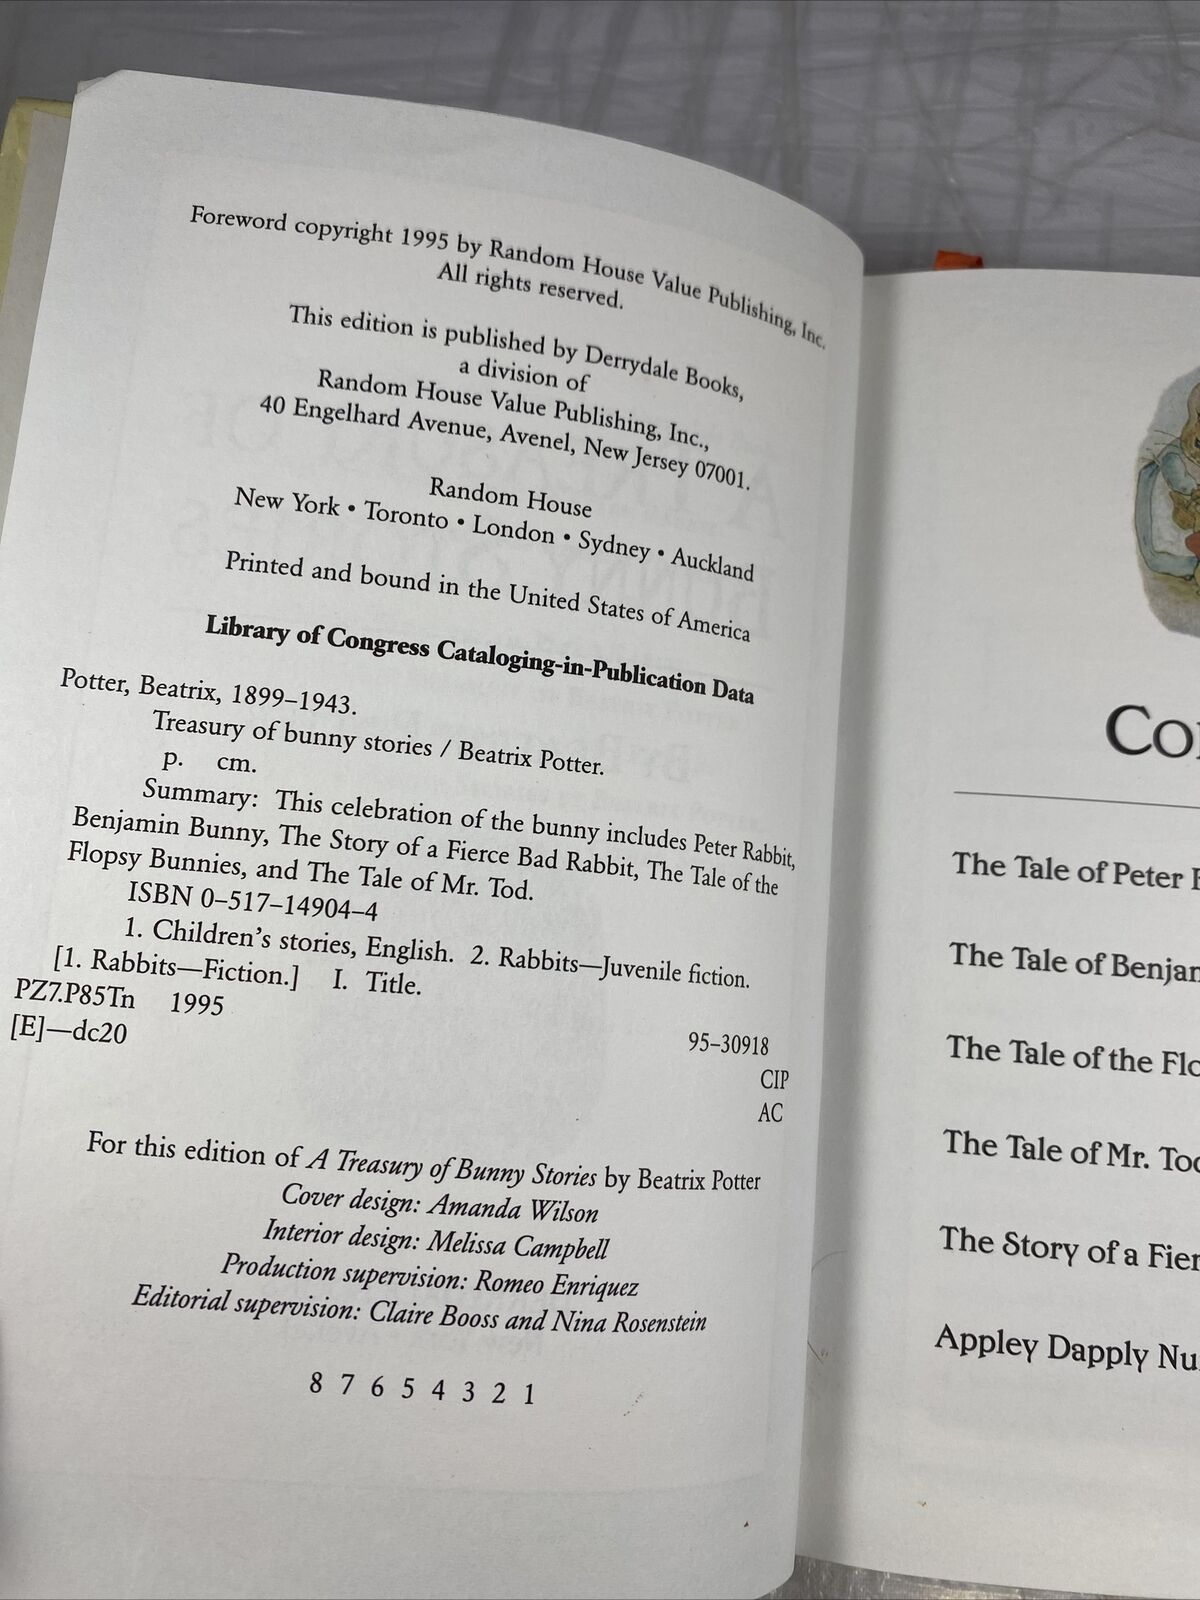 Foreword copyright 1995 by Random House Value Publishing, Inc.
All rights reserved.
This edition is published by Derrydale Books,
a division of
Random House Value Publishing, Inc.,
40 Engelhard Avenue, Avenel, New Jersey 07001.
Random House
New York • Toronto • London • Sydney • Auckland
Printed and bound in the United States of America
Library of Congress Cataloging-in-Publication Data
Potter, Beatrix, 1899–1943.
Treasury of bunny stories / Beatrix Potter.
p. cm.
Summary: This celebration of the bunny includes Peter Rabbit,
Benjamin Bunny, The Story of a Fierce Bad Rabbit, The Tale of the
Flopsy Bunnies, and The Tale of Mr. Tod.
ISBN 0–517–14904–4
1. Children's stories, English. 2. Rabbits—Juvenile fiction.
[1. Rabbits—Fiction.] I. Title.
PZ7.P85Tn 1995
[E]—dc20
95–30918
CIP
AC
For this edition of A Treasury of Bunny Stories by Beatrix Potter
Cover design: Amanda Wilson
Interior design: Melissa Campbell
Production supervision: Romeo Enriquez
Editorial supervision: Claire Booss and Nina Rosenstein
8 7 6 5 4 3 2 1
The Tale of Peter
The Tale of Benjam
The Tale of the Flo
The Tale of Mr. Tod
The Story of a Fier
Appley Dapply Nu